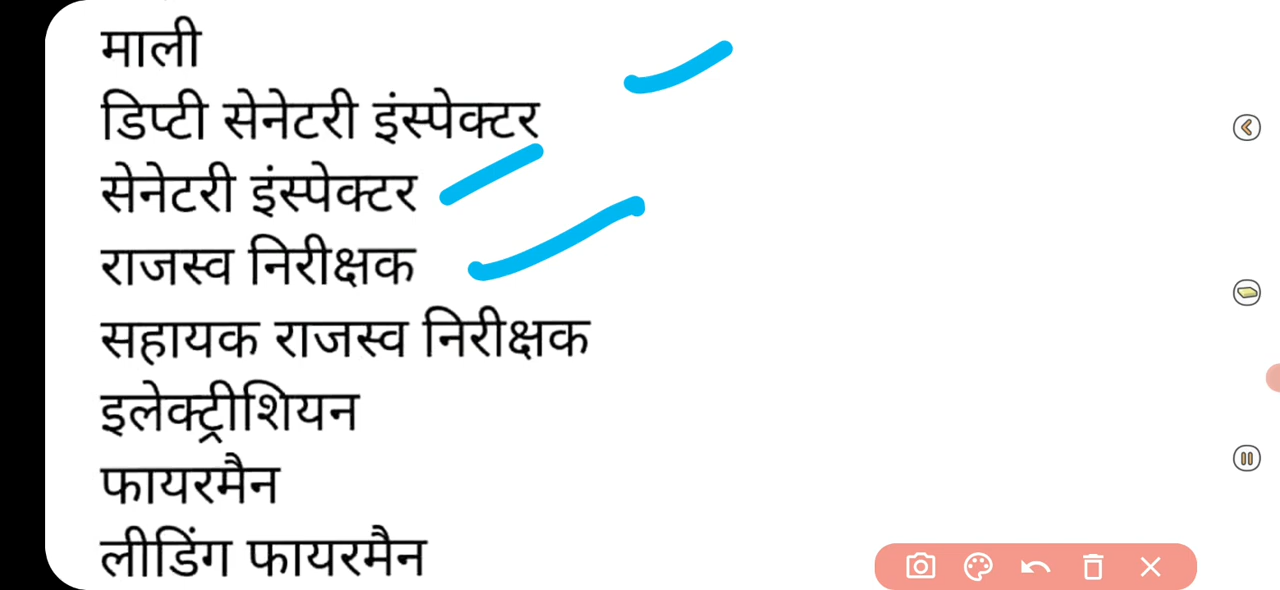 माली
डिप्टी सेनेटरी इंस्पेक्टर
सेनेटरी इंस्पेक्टर
राजस्व निरीक्षक
सहायक राजस्व निरीक्षक
इलेक्ट्रीशियन
फायरमैन
लीडिंग फायरमैन